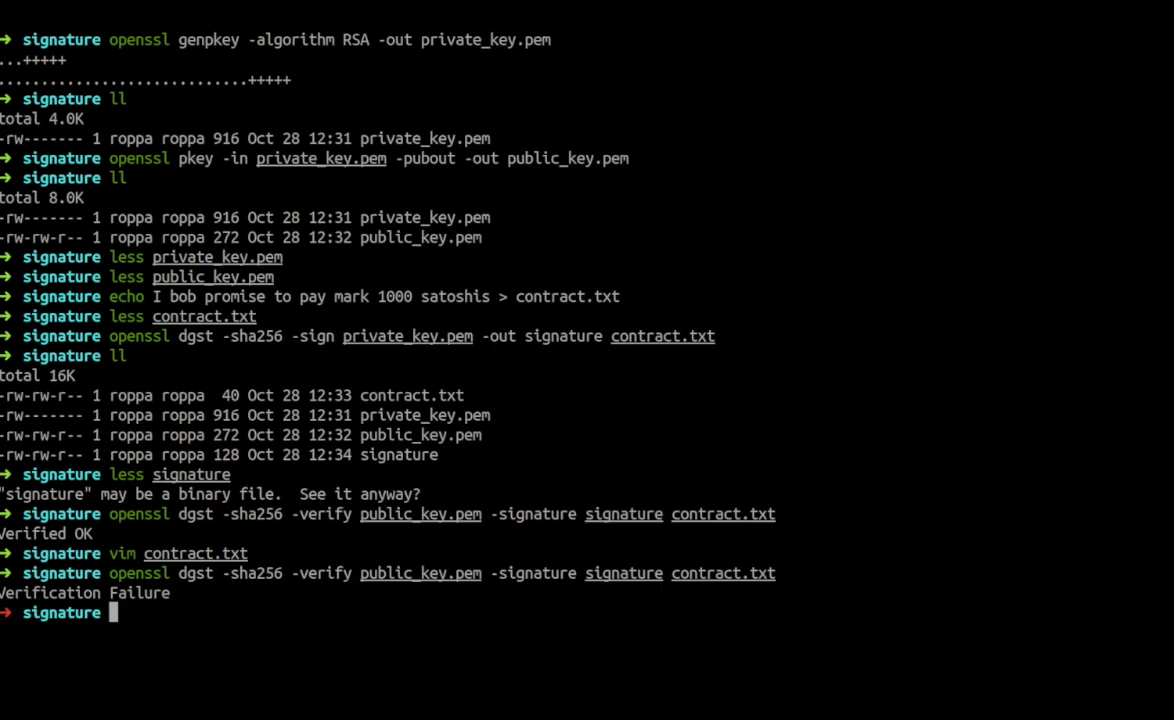 ➜ signature openssl genpkey -algorithm RSA -out private_key.pem
...+++++
.............................+++++
➜ signature ll
total 4.0K
-rw------- 1 roppa roppa 916 Oct 28 12:31 private_key.pem
➜ signature openssl pkey -in private_key.pem -pubout -out public_key.pem
➜ signature ll
total 8.0K
-rw------- 1 roppa roppa 916 Oct 28 12:31 private_key.pem
-rw-rw-r-- 1 roppa roppa 272 Oct 28 12:32 public_key.pem
➜ signature less private_key.pem
➜ signature less public_key.pem
➜ signature echo I bob promise to pay mark 1000 satoshis > contract.txt
➜ signature less contract.txt
➜ signature openssl dgst -sha256 -sign private_key.pem -out signature contract.txt
➜ signature ll
total 16K
-rw-rw-r-- 1 roppa roppa  40 Oct 28 12:33 contract.txt
-rw------- 1 roppa roppa 916 Oct 28 12:31 private_key.pem
-rw-rw-r-- 1 roppa roppa 272 Oct 28 12:32 public_key.pem
-rw-rw-r-- 1 roppa roppa 128 Oct 28 12:34 signature
➜ signature less signature
"signature" may be a binary file.  See it anyway?
➜ signature openssl dgst -sha256 -verify public_key.pem -signature signature contract.txt
Verified OK
➜ signature vim contract.txt
➜ signature openssl dgst -sha256 -verify public_key.pem -signature signature contract.txt
Verification Failure
➜ signature